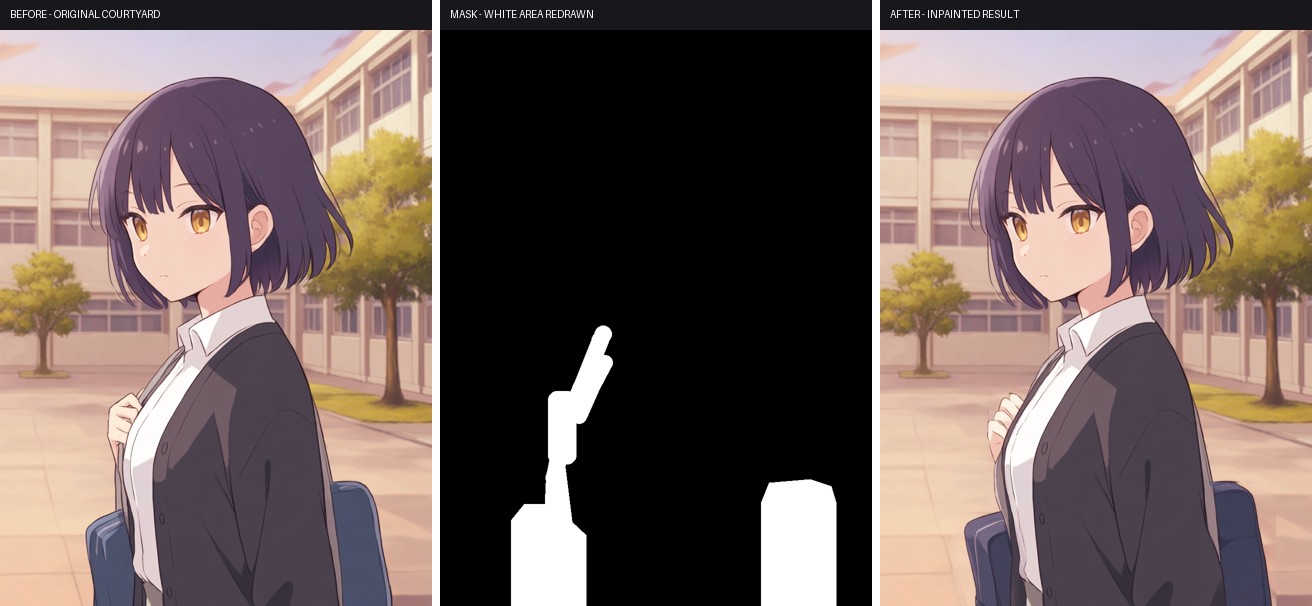 BEFORE - ORIGINAL COURTYARD
MASK - WHITE AREA REDRAWN
AFTER - INPAINTED RESULT